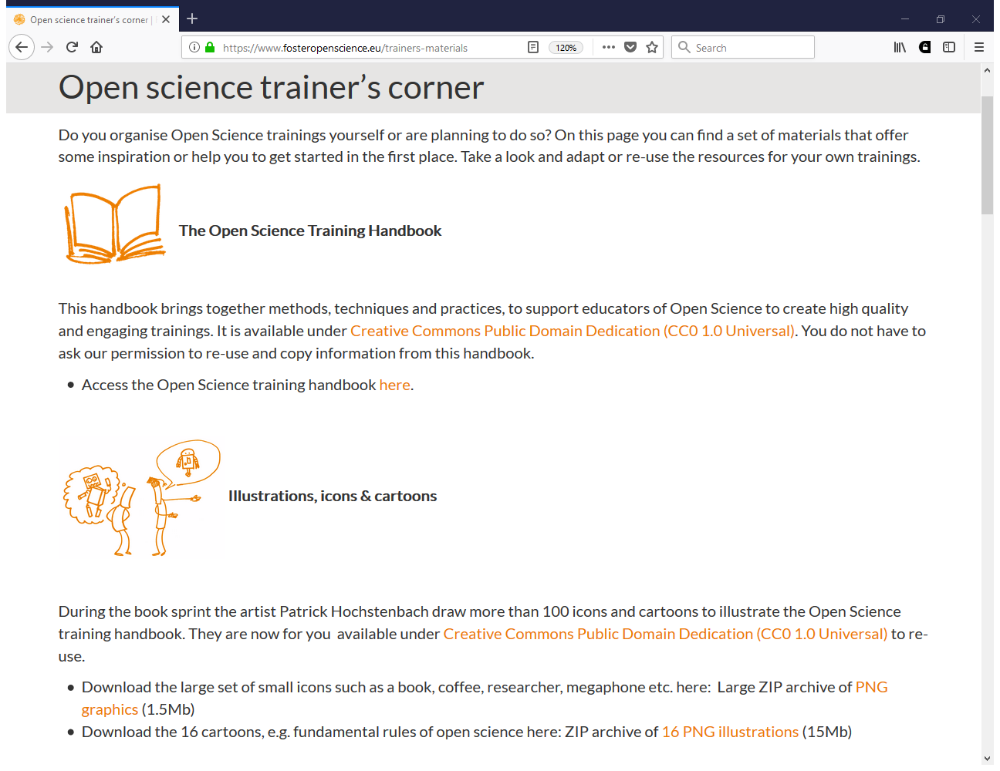 Open science trainer's corner |
https://www.fosteropenscience.eu/trainers-materials
120%
Search
Open science trainer’s corner
Do you organise Open Science trainings yourself or are planning to do so? On this page you can find a set of materials that offer
some inspiration or help you to get started in the first place. Take a look and adapt or re-use the resources for your own trainings.
The Open Science Training Handbook
This handbook brings together methods, techniques and practices, to support educators of Open Science to create high quality
and engaging trainings. It is available under Creative Commons Public Domain Dedication (CC0 1.0 Universal). You do not have to
ask our permission to re-use and copy information from this handbook.
• Access the Open Science training handbook here.
Illustrations, icons & cartoons
During the book sprint the artist Patrick Hochstenbach draw more than 100 icons and cartoons to illustrate the Open Science
training handbook. They are now for you  available under Creative Commons Public Domain Dedication (CC0 1.0 Universal) to re-
use.
• Download the large set of small icons such as a book, coffee, researcher, megaphone etc. here:  Large ZIP archive of PNG
graphics (1.5Mb)
• Download the 16 cartoons, e.g. fundamental rules of open science here: ZIP archive of 16 PNG illustrations (15Mb)